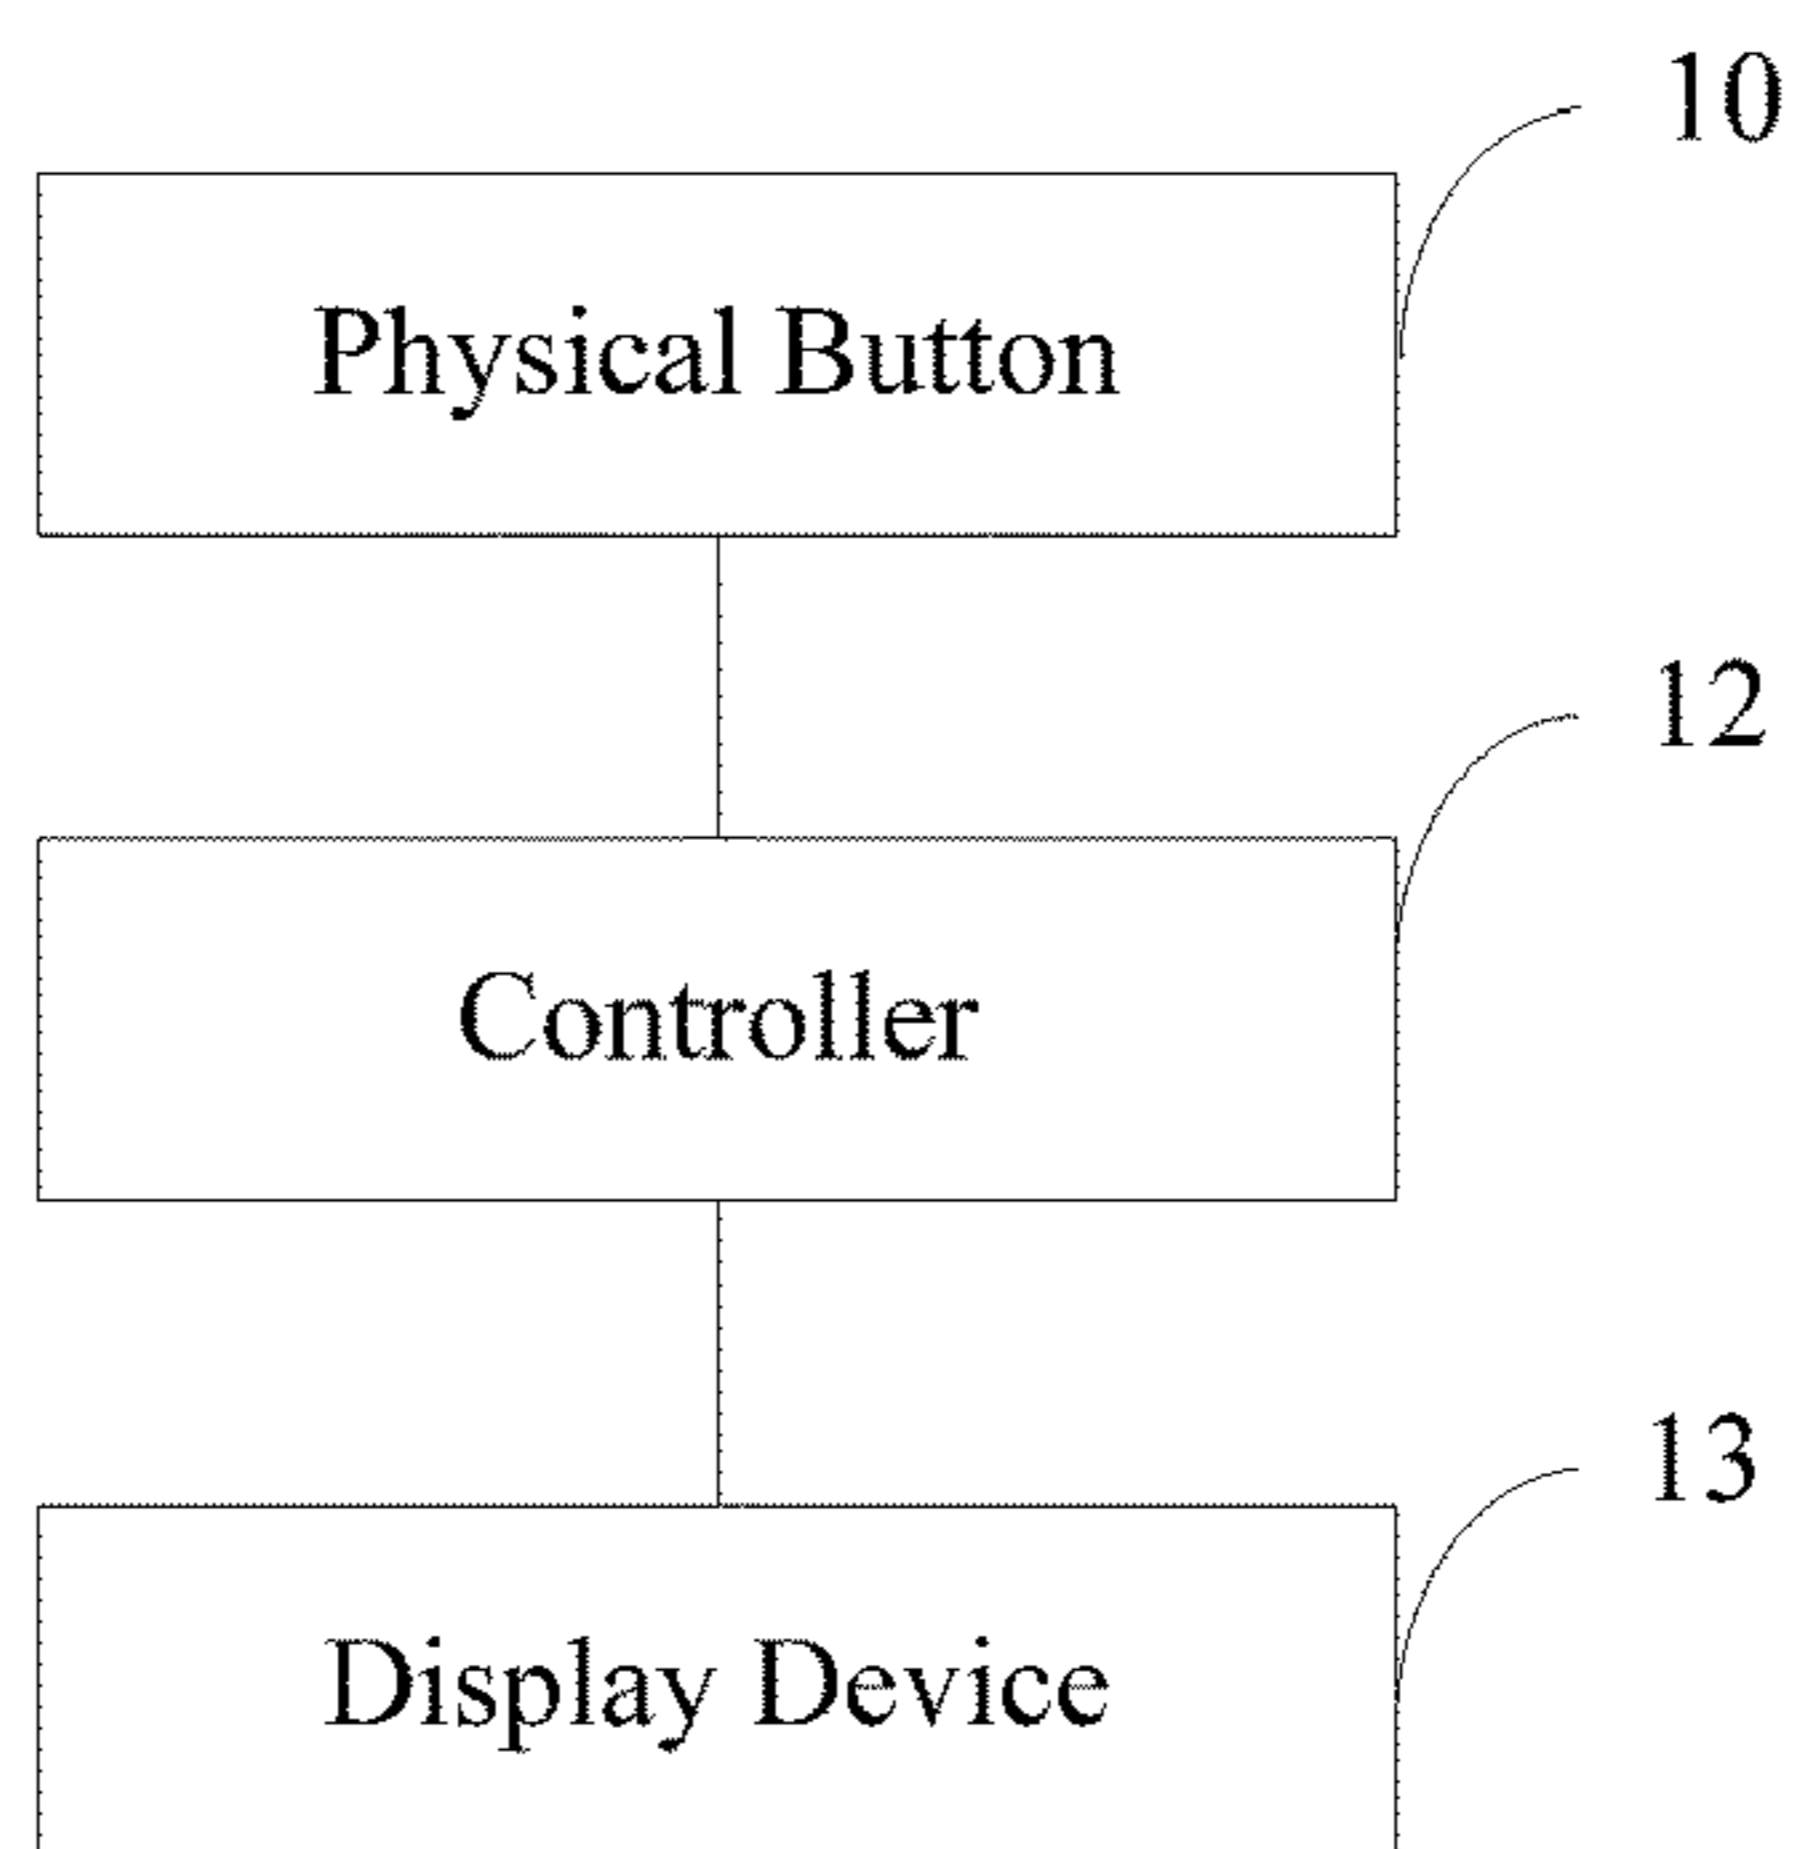 10
Physical Button
12
Controller
13
Display Device